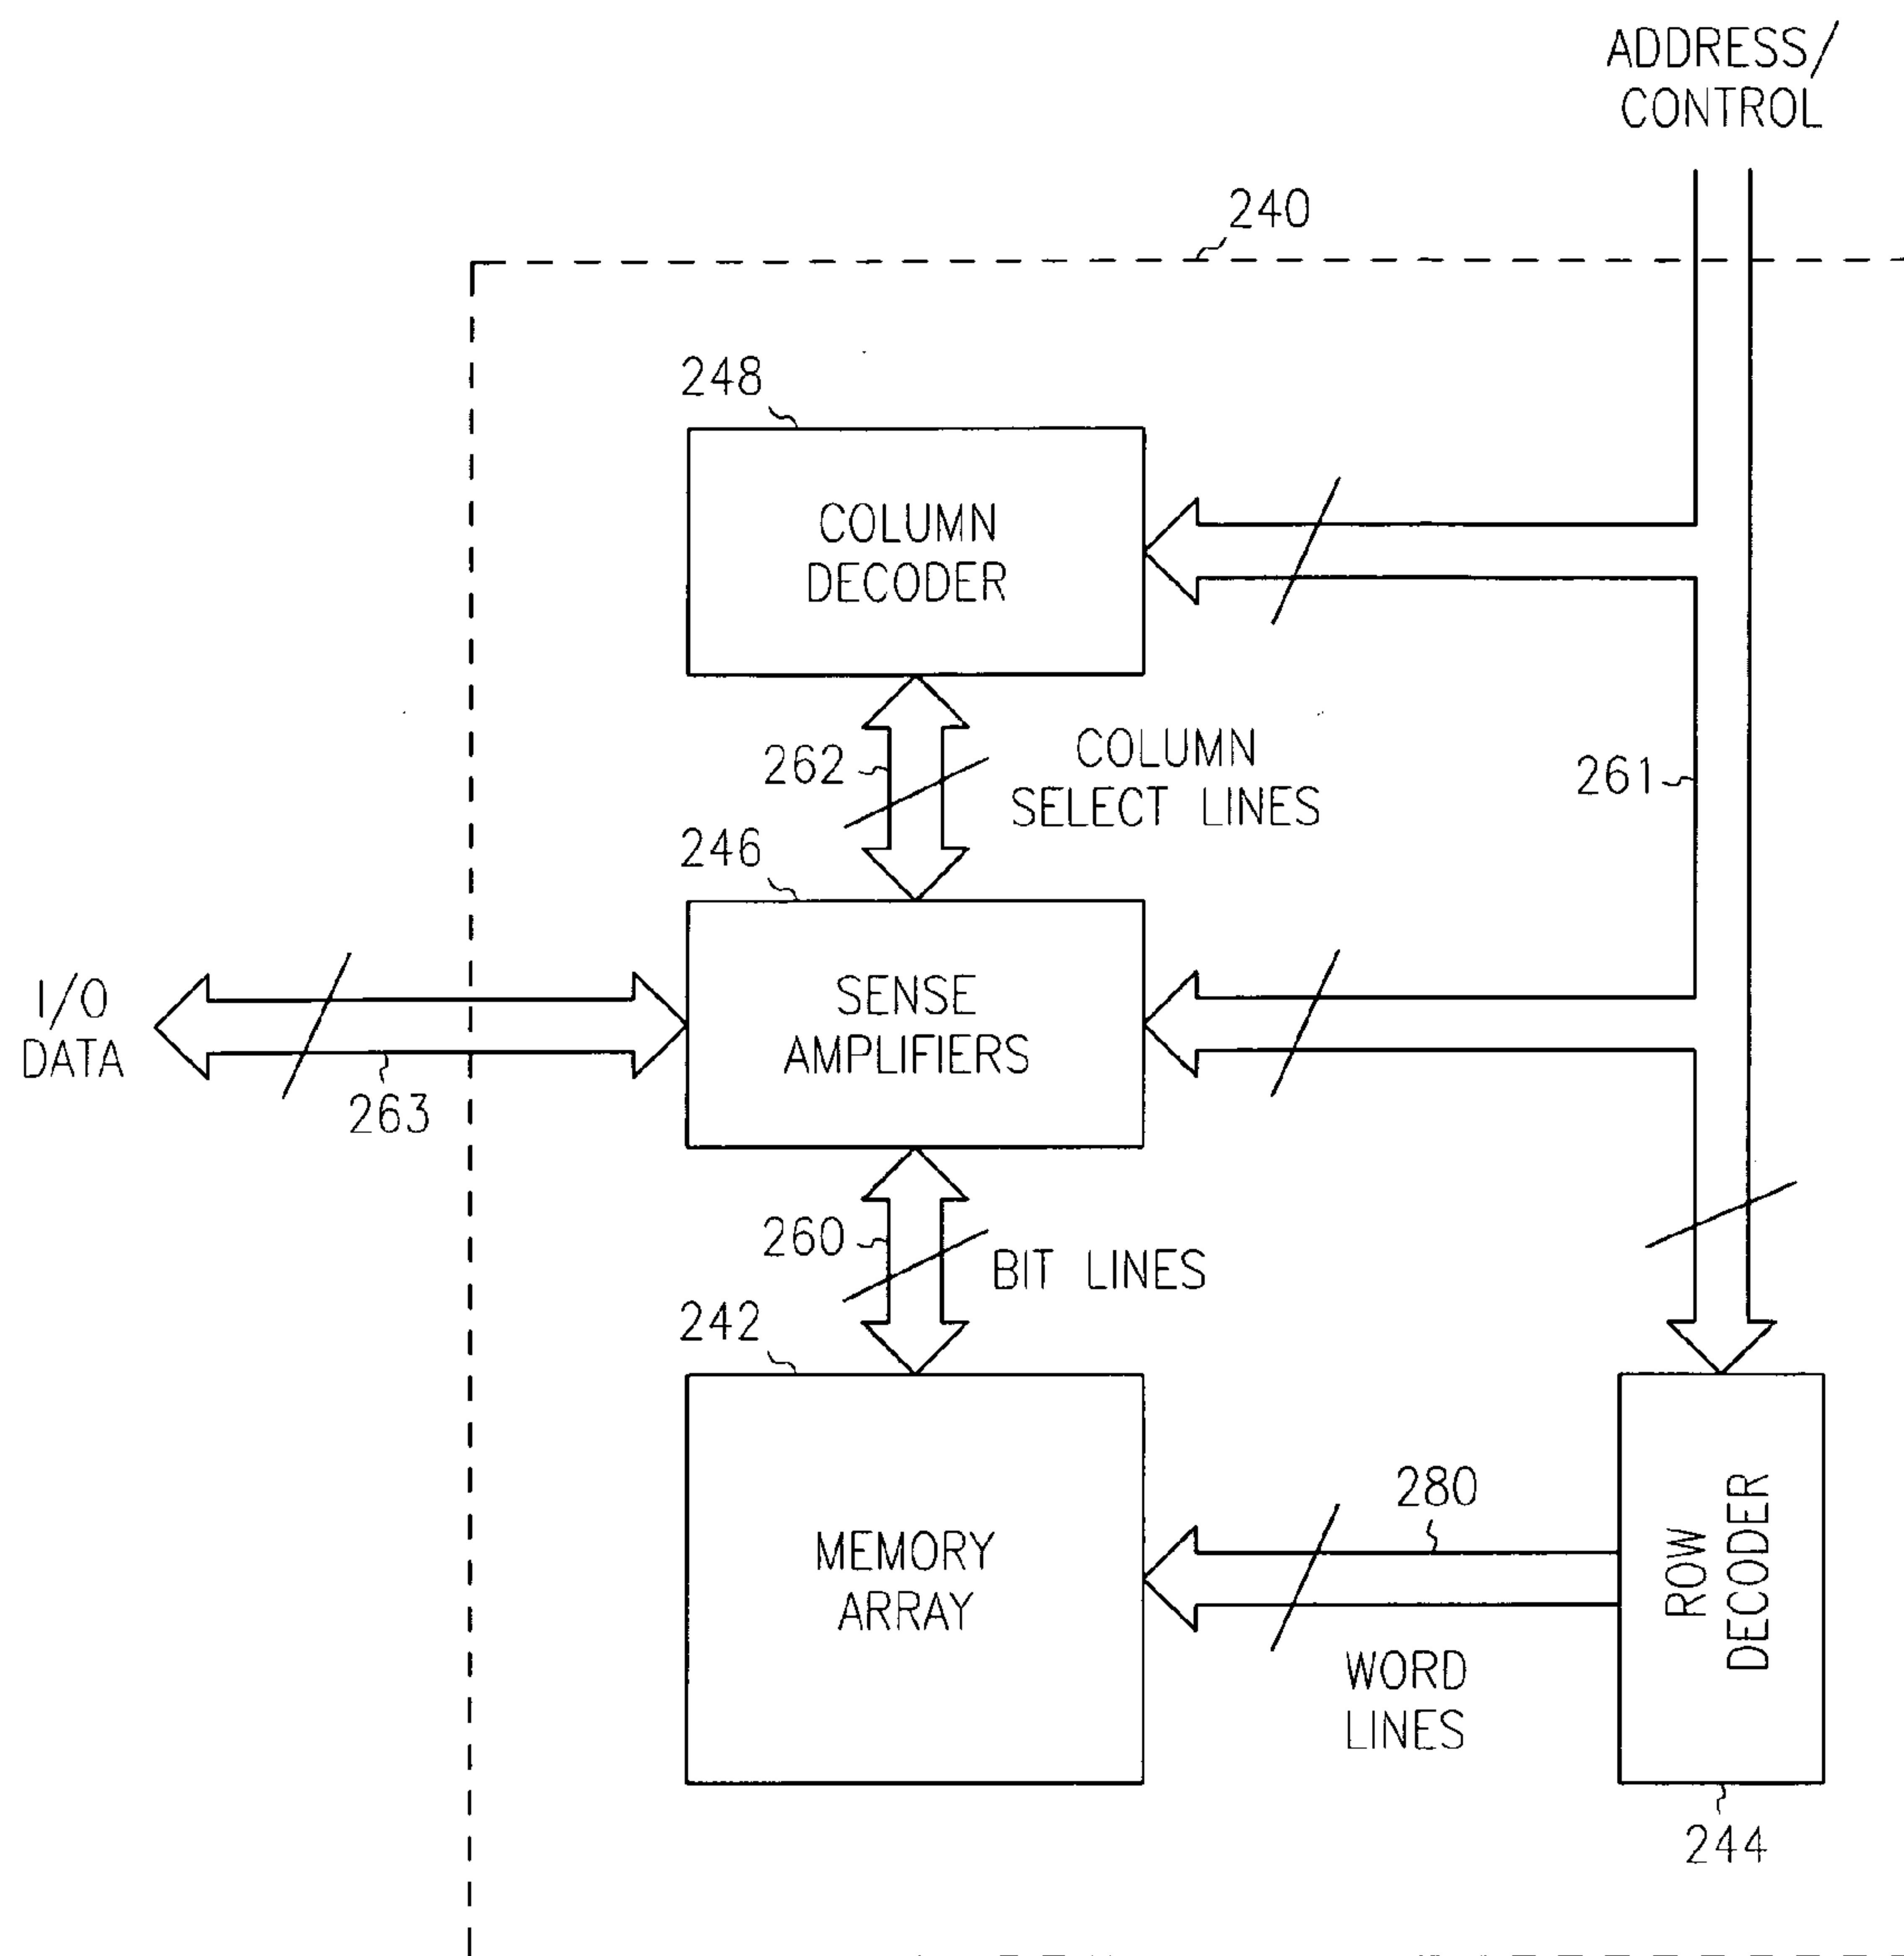 ADDRESS/
CONTROL
240
248
COLUMN
DECODER
262
COLUMN
SELECT LINES
261
246
I/O
DATA
SENSE
AMPLIFIERS
263
260
BIT LINES
242
280
MEMORY
ARRAY
ROW
DECODER
WORD
LINES
244